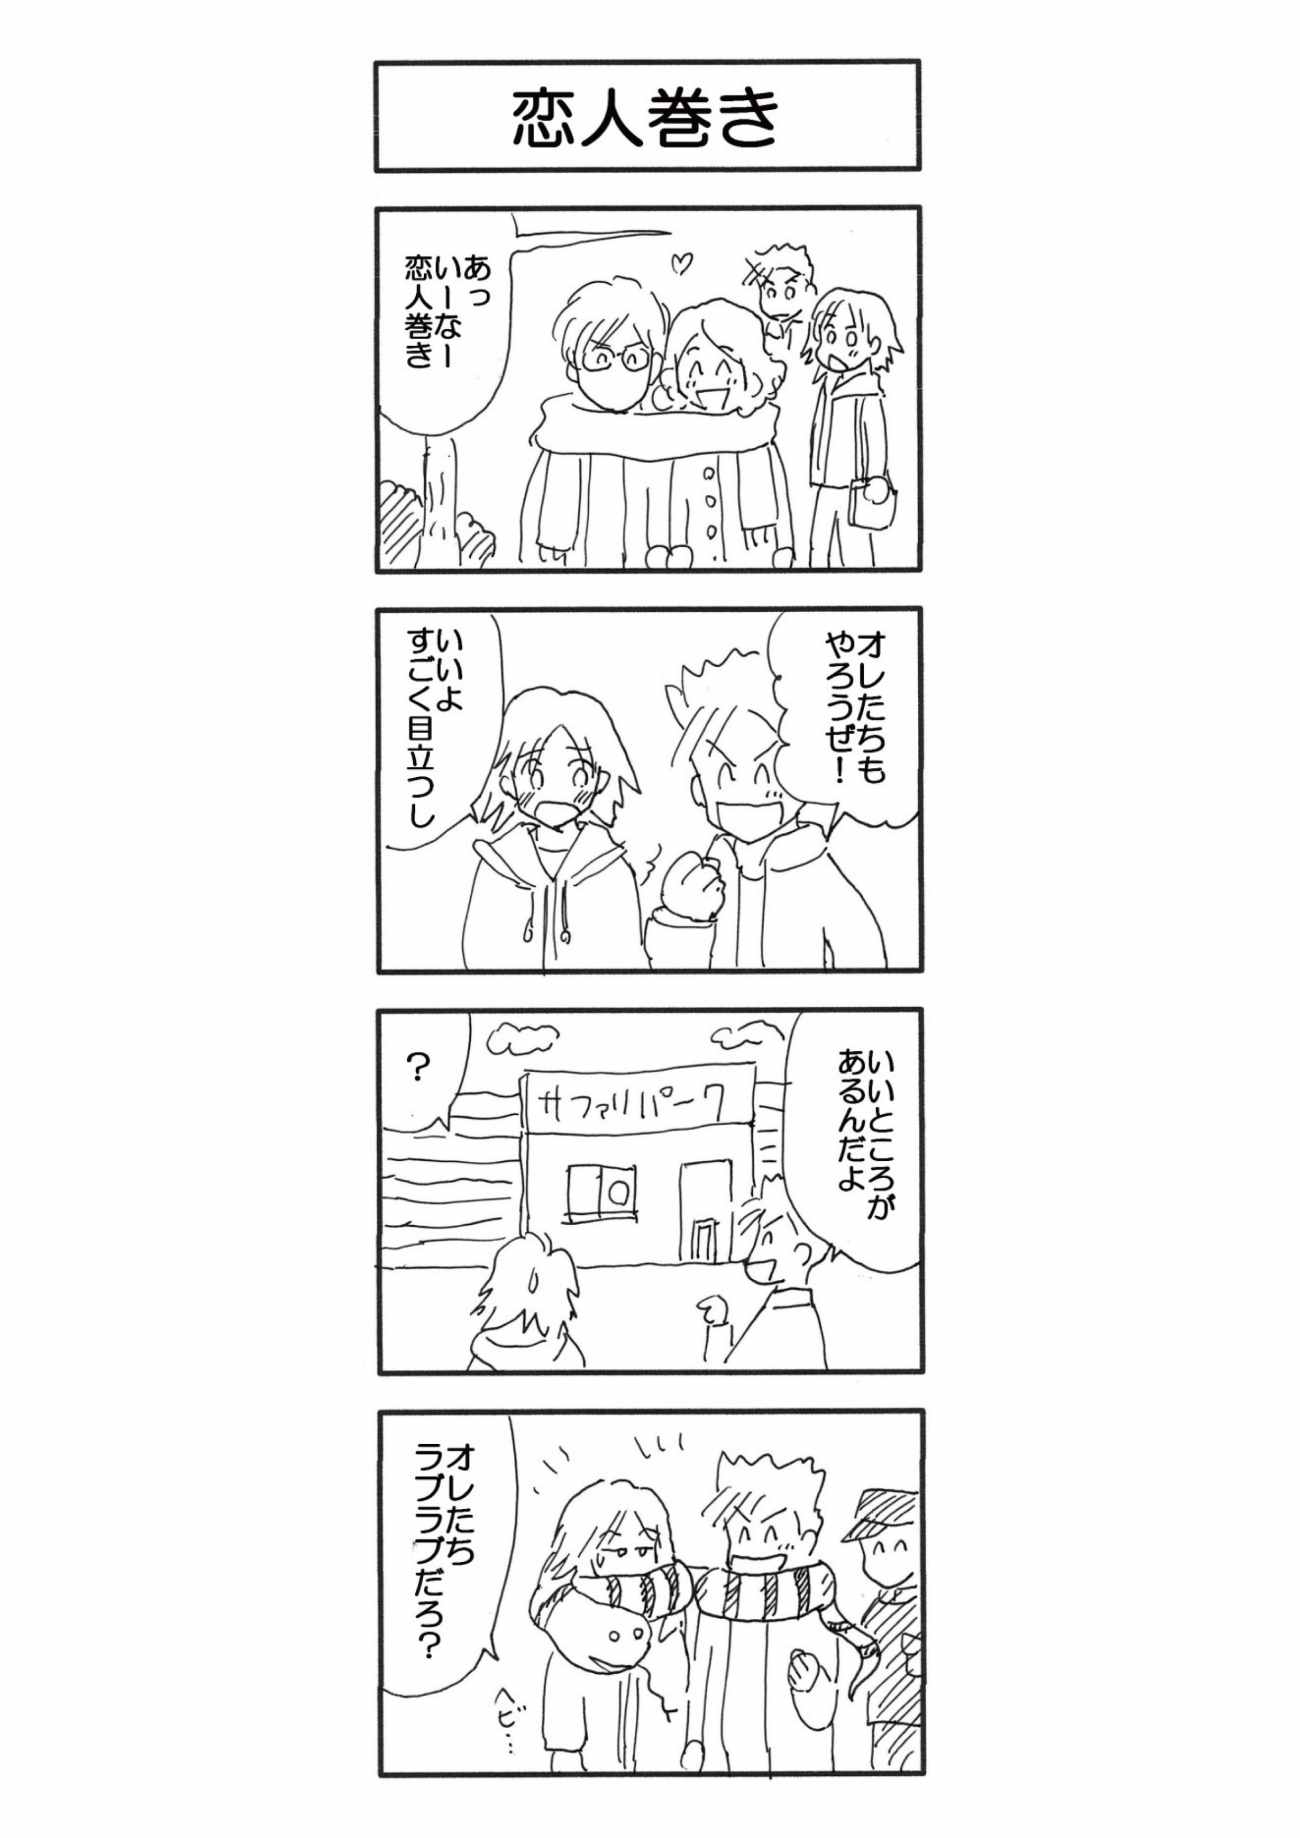 恋人巻き
あっ
いーなー
恋人巻き
オレたちも
やろうぜ!
いいよ
すごく目立つし
いいところが
あるんだよ
?
サファリパーク
オレたち
ラブラブだろ?
ヘビ…